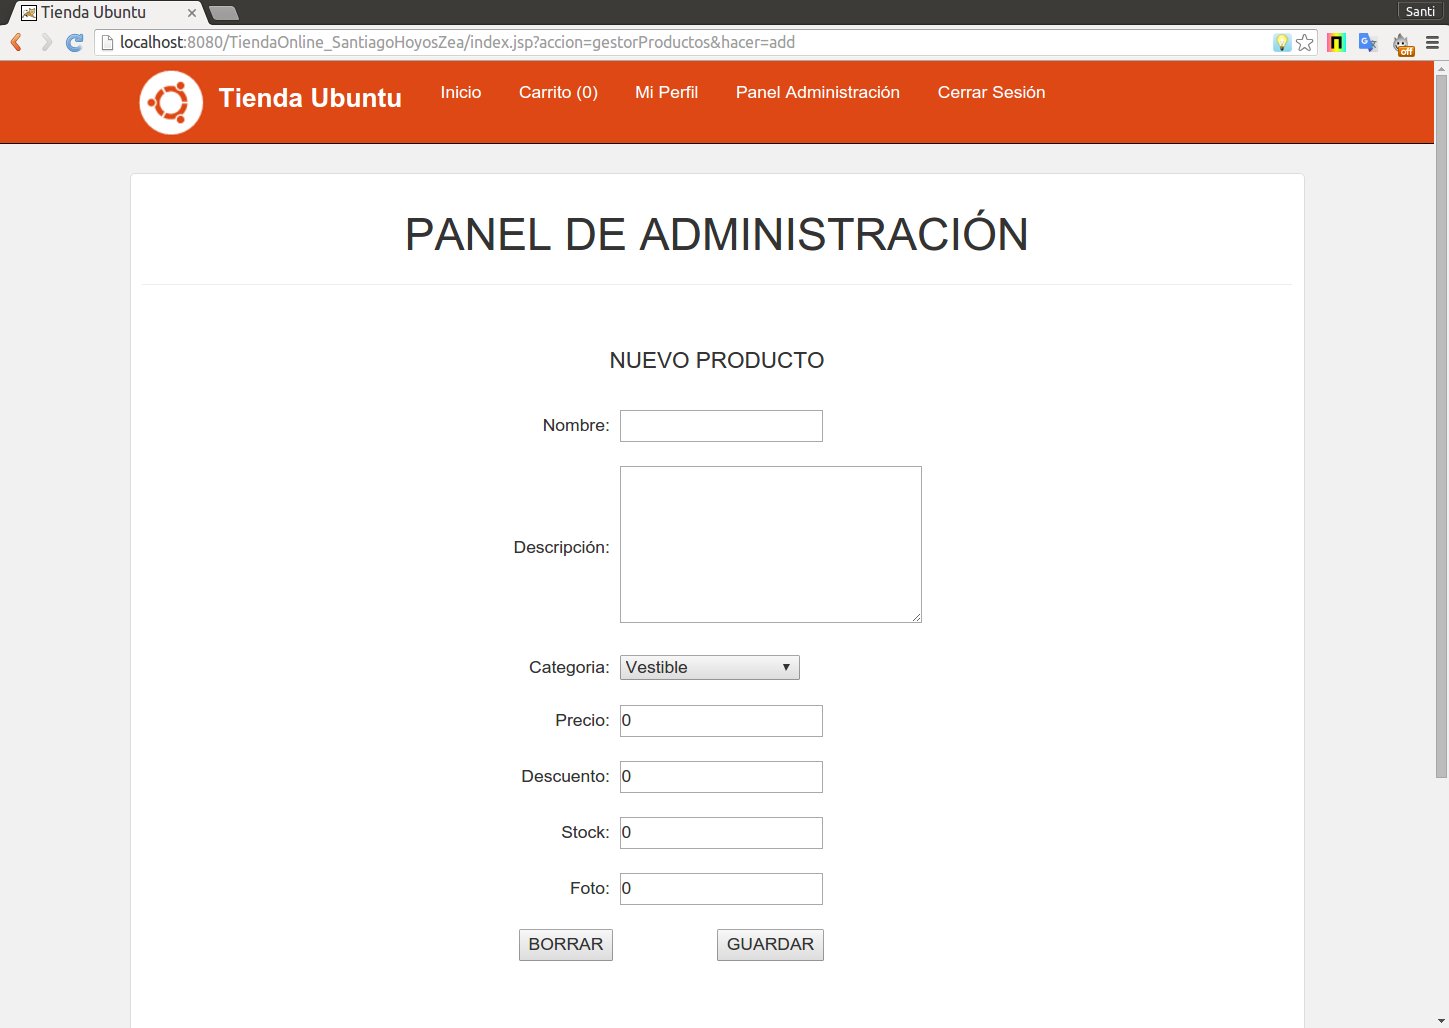 Tienda Ubuntu
Santi
localhost:8080/TiendaOnline_SantiagoHoyosZea/index.jsp?accion=gestorProductos&hacer=add
off
Tienda Ubuntu Inicio Carrito (0) Mi Perfil Panel Administración Cerrar Sesión
PANEL DE ADMINISTRACIÓN
NUEVO PRODUCTO
Nombre:
Descripción:
Categoria: Vestible
Precio: 0
Descuento: 0
Stock: 0
Foto: 0
BORRAR GUARDAR